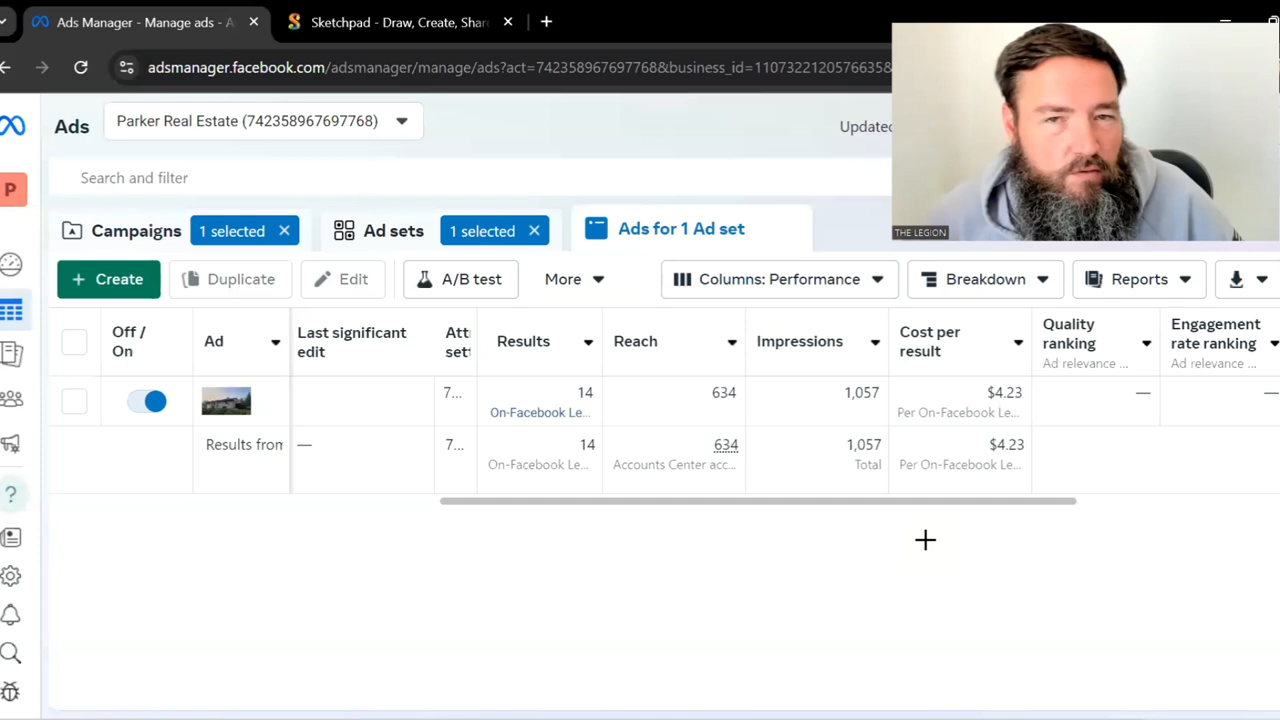 Ads Manager - Manage ads - A
Sketchpad - Draw, Create, Shar
adsmanager.facebook.com/adsmanager/manage/ads?act=742358967697768&business_id=11073221205766358
Ads
Parker Real Estate (742358967697768)
Updated
P
Search and filter
THE LEGION
Campaigns
1 selected
Ad sets
1 selected
Ads for 1 Ad set
+ Create
Duplicate
Edit
A/B test
More
Columns: Performance
Breakdown
Reports
Off / On
Ad
Last significant edit
Att
sett
Results
Reach
Impressions
Cost per result
Quality ranking
Ad relevance ...
Engagement rate ranking
Ad relevance ...
7...
14
On-Facebook Le...
634
1,057
$4.23
Per On-Facebook Le...
—
—
Results from
—
7...
14
On-Facebook Le...
634
Accounts Center acc...
1,057
Total
$4.23
Per On-Facebook Le...